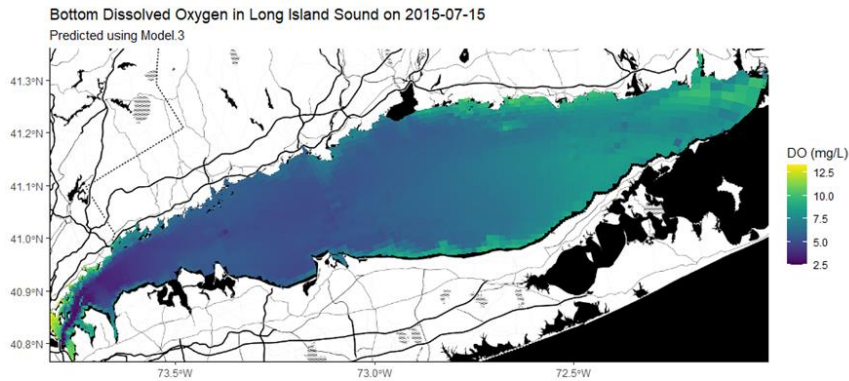 Bottom Dissolved Oxygen in Long Island Sound on 2015-07-15
Predicted using Model.3
41.3°N
41.2°N
41.1°N
41.0°N
40.9°N
40.8°N
73.5°W
73.0°W
72.5°W
DO (mg/L)
12.5
10.0
7.5
5.0
2.5